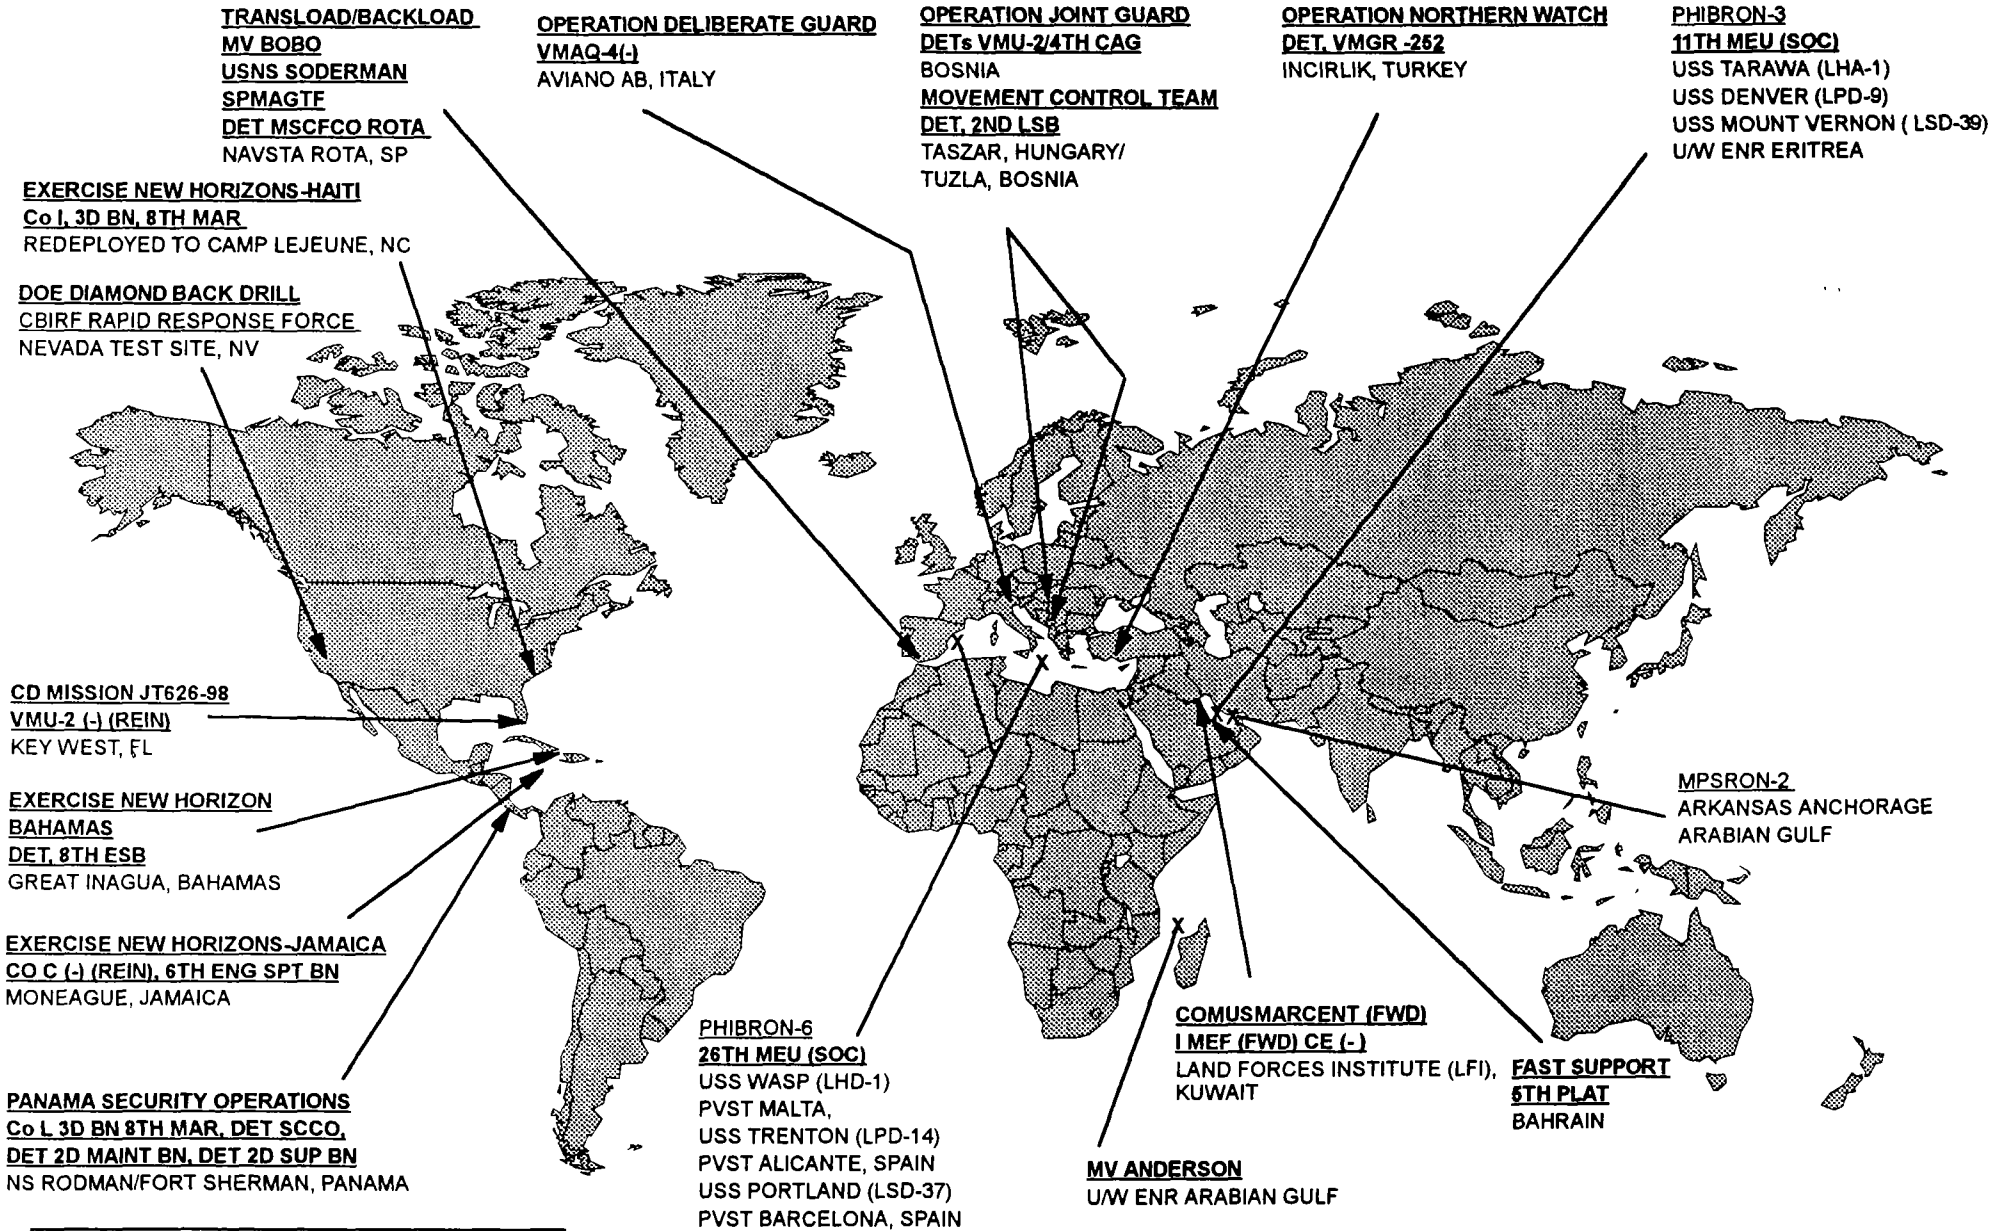 TRANSLOAD/BACKLOAD
MV BOBO
USNS SODERMAN
SPMAGTF
DET MSCFCO ROTA
NAVSTA ROTA, SP
OPERATION DELIBERATE GUARD
VMAQ-4(-)
AVIANO AB, ITALY
OPERATION JOINT GUARD
DETs VMU-2/4TH CAG
BOSNIA
MOVEMENT CONTROL TEAM
DET, 2ND LSB
TASZAR, HUNGARY/
TUZLA, BOSNIA
OPERATION NORTHERN WATCH
DET, VMGR -252
INCIRLIK, TURKEY
PHIBRON-3
11TH MEU (SOC)
USS TARAWA (LHA-1)
USS DENVER (LPD-9)
USS MOUNT VERNON ( LSD-39)
U/W ENR ERITREA
EXERCISE NEW HORIZONS-HAITI
Co I, 3D BN, 8TH MAR
REDEPLOYED TO CAMP LEJEUNE, NC
DOE DIAMOND BACK DRILL
CBIRF RAPID RESPONSE FORCE
NEVADA TEST SITE, NV
CD MISSION JT626-98
VMU-2 (-) (REIN)
KEY WEST, FL
EXERCISE NEW HORIZON
BAHAMAS
DET, 8TH ESB
GREAT INAGUA, BAHAMAS
EXERCISE NEW HORIZONS-JAMAICA
CO C (-) (REIN), 6TH ENG SPT BN
MONEAGUE, JAMAICA
PANAMA SECURITY OPERATIONS
Co L 3D BN 8TH MAR, DET SCCO,
DET 2D MAINT BN, DET 2D SUP BN
NS RODMAN/FORT SHERMAN, PANAMA
PHIBRON-6
26TH MEU (SOC)
USS WASP (LHD-1)
PVST MALTA,
USS TRENTON (LPD-14)
PVST ALICANTE, SPAIN
USS PORTLAND (LSD-37)
PVST BARCELONA, SPAIN
MV ANDERSON
U/W ENR ARABIAN GULF
COMUSMARCENT (FWD)
I MEF (FWD) CE (-)
LAND FORCES INSTITUTE (LFI),
KUWAIT
FAST SUPPORT
5TH PLAT
BAHRAIN
MPSRON-2
ARKANSAS ANCHORAGE
ARABIAN GULF
X
X
X
X
X